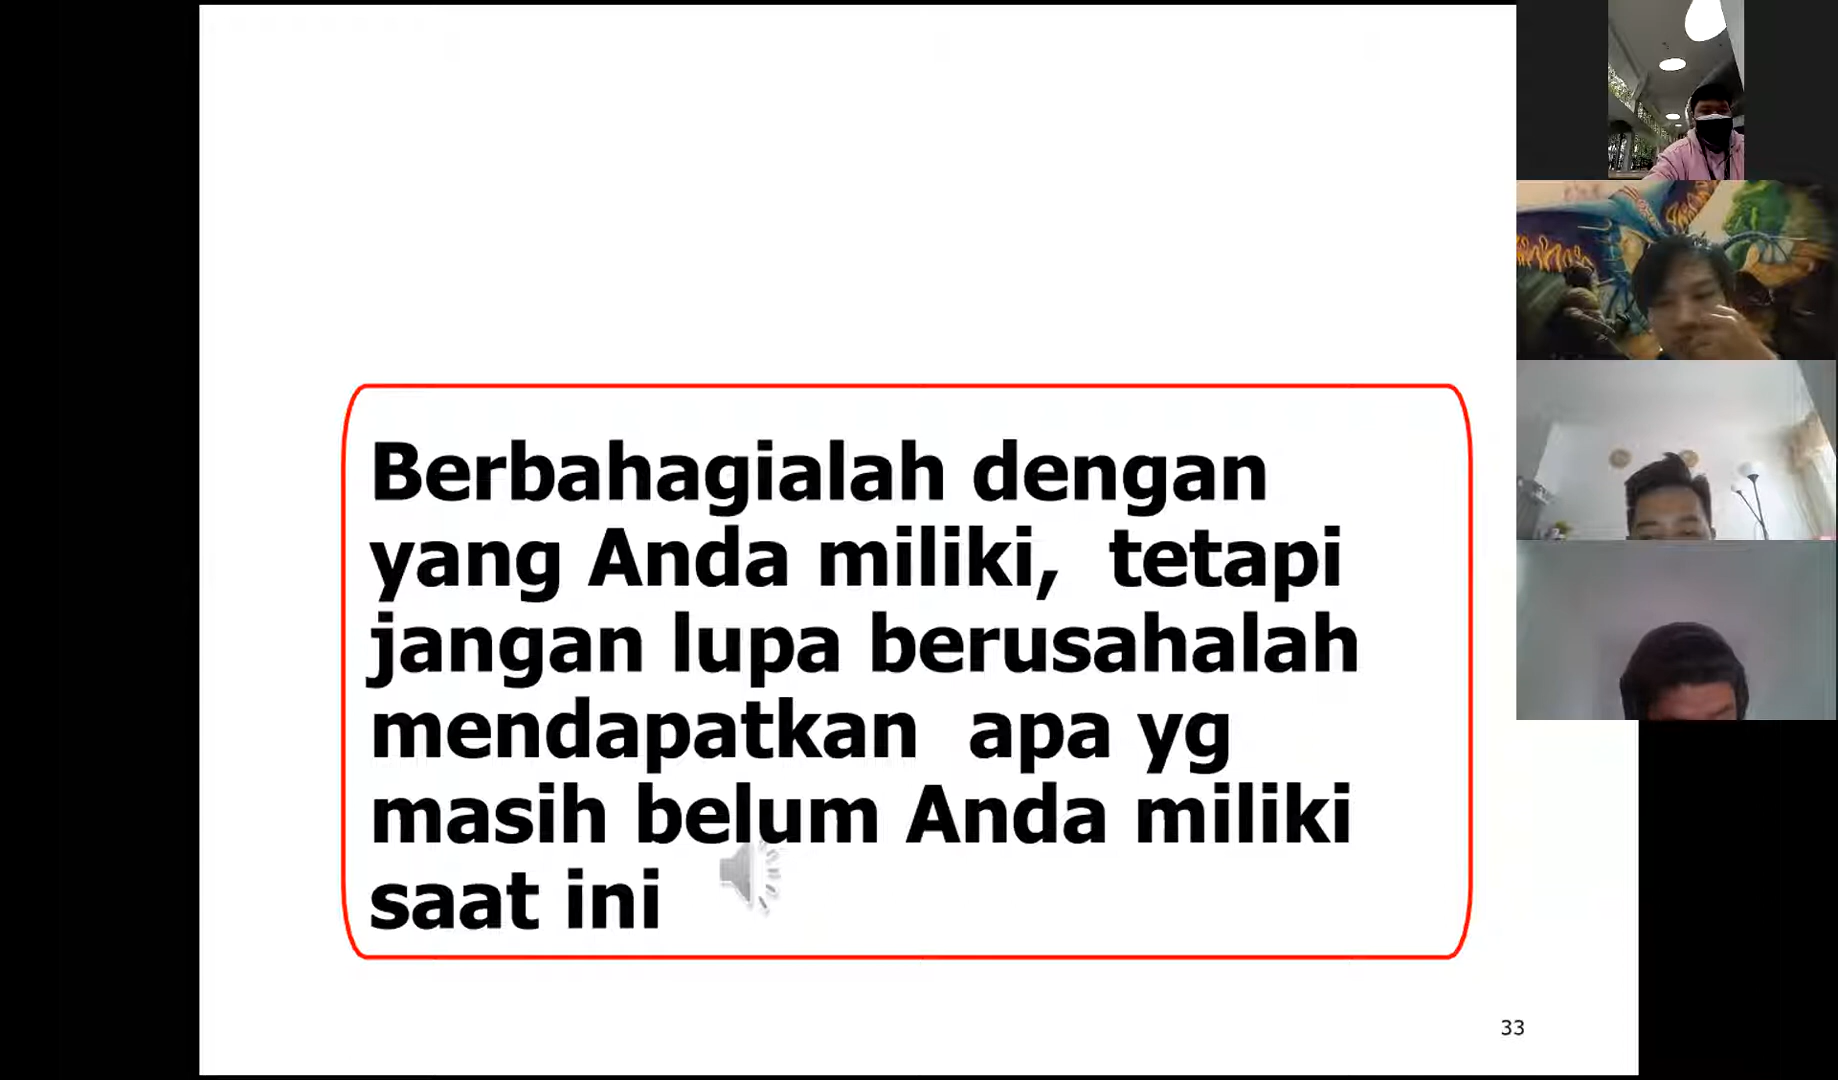 Berbahagialah dengan
yang Anda miliki,  tetapi
jangan lupa berusahalah
mendapatkan  apa yg
masih belum Anda miliki
saat ini
33